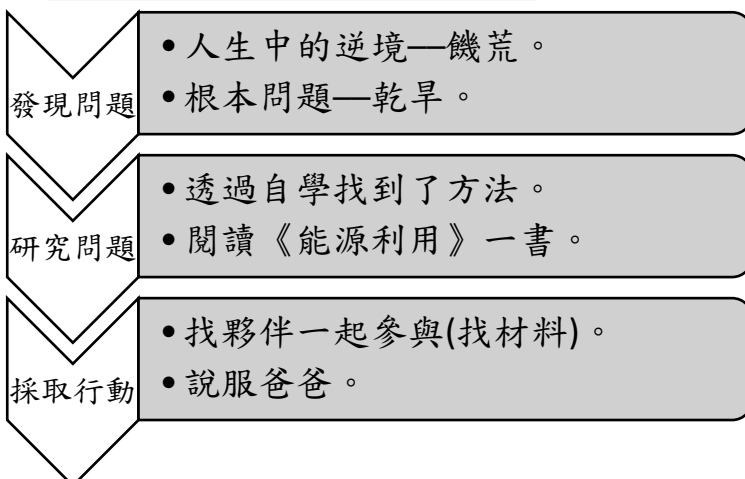 發現問題
•人生中的逆境—饑荒。
•根本問題—乾旱。
研究問題
•透過自學找到了方法。
•閱讀《能源利用》一書。
採取行動
•找夥伴一起參與(找材料)。
•說服爸爸。